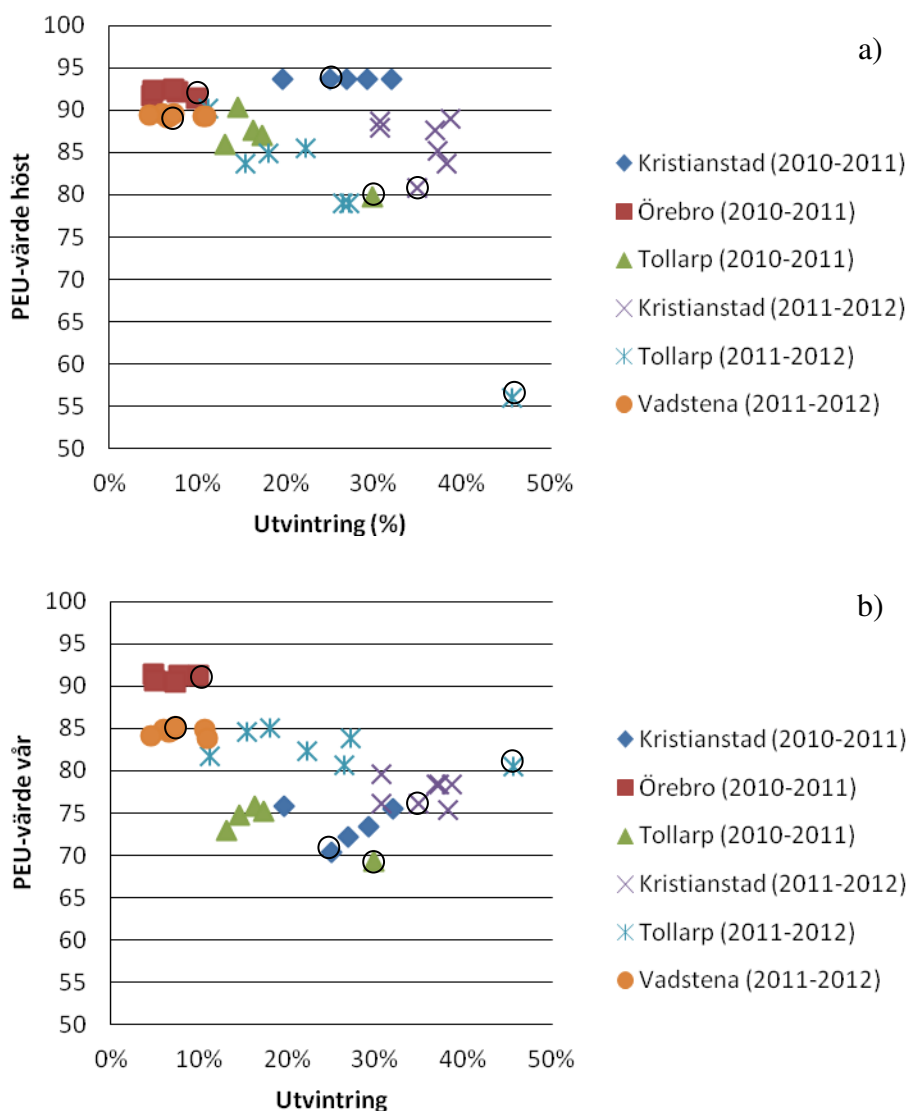 a)
PEU-värde höst
100
95
90
85
80
75
70
65
60
55
50
0% 10% 20% 30% 40% 50%
Utvintring (%)
Kristianstad (2010-2011)
Örebro (2010-2011)
Tollarp (2010-2011)
Kristianstad (2011-2012)
Tollarp (2011-2012)
Vadstena (2011-2012)
b)
PEU-värde vår
100
95
90
85
80
75
70
65
60
55
50
0% 10% 20% 30% 40% 50%
Utvintring
Kristianstad (2010-2011)
Örebro (2010-2011)
Tollarp (2010-2011)
Kristianstad (2011-2012)
Tollarp (2011-2012)
Vadstena (2011-2012)